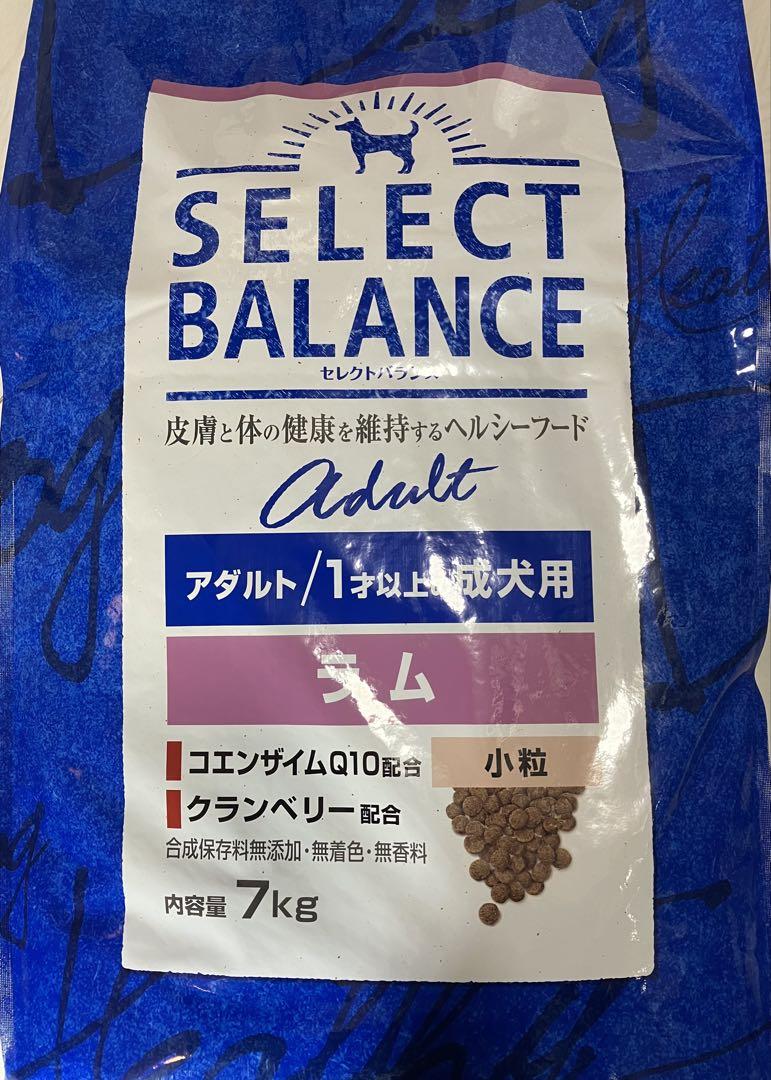 SELECT
BALANCE
セレクトバランス
皮膚と体の健康を維持するヘルシーフード
adult
アダルト/1才以上の成犬用
ラム
コエンザイムQ10配合
小粒
クランベリー配合
合成保存料無添加・無着色・無香料
内容量 7kg